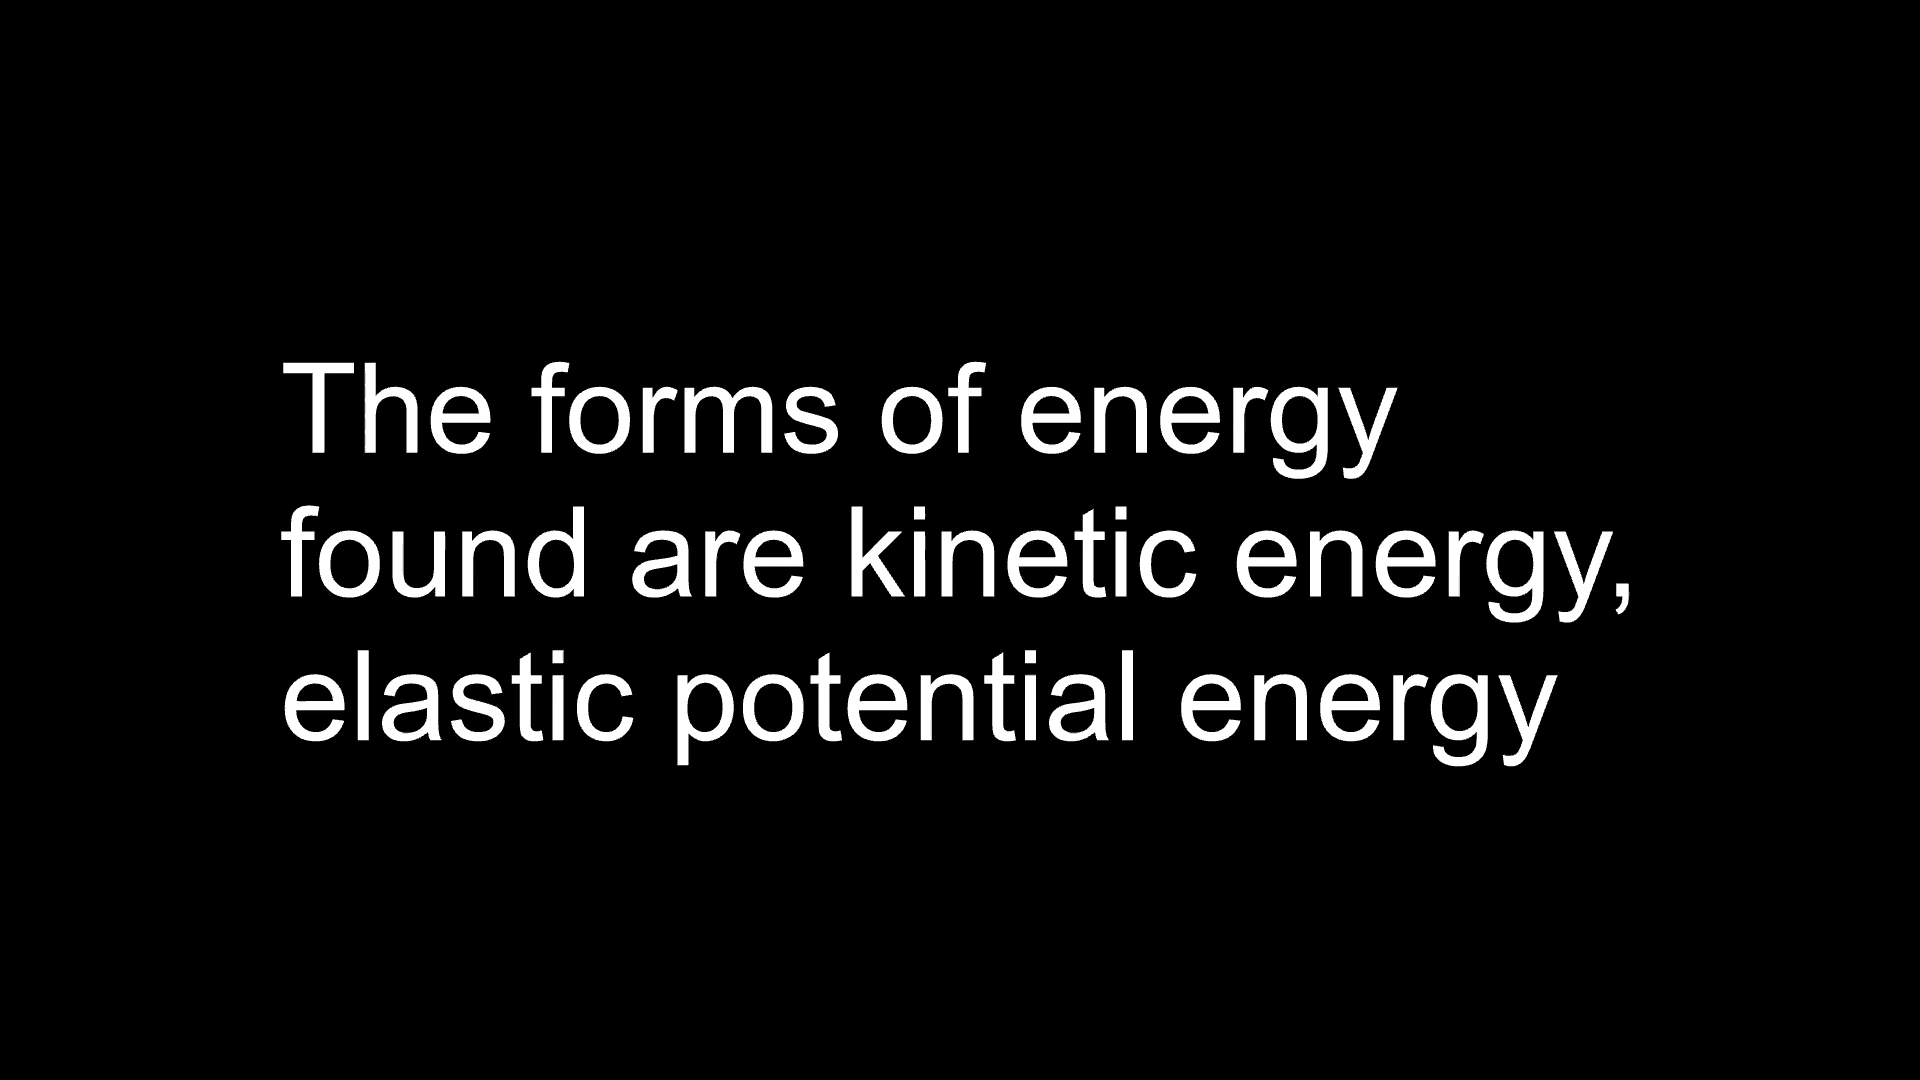 The forms of energy
found are kinetic energy,
elastic potential energy